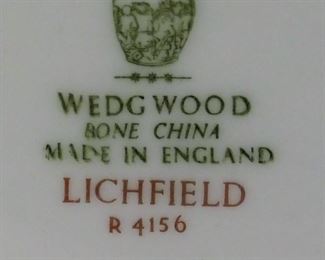 WEDGWOOD
BONE CHINA
MADE IN ENGLAND
LICHFIELD
R 4156